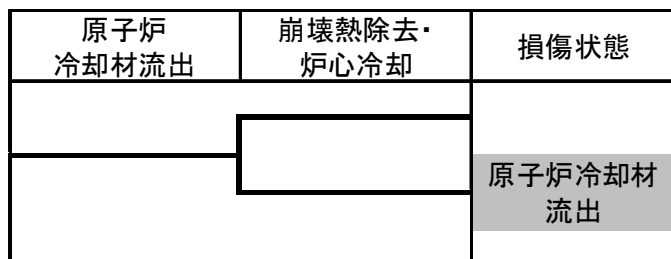 原子炉
冷却材流出
崩壊熱除去・
炉心冷却
損傷状態
原子炉冷却材
流出